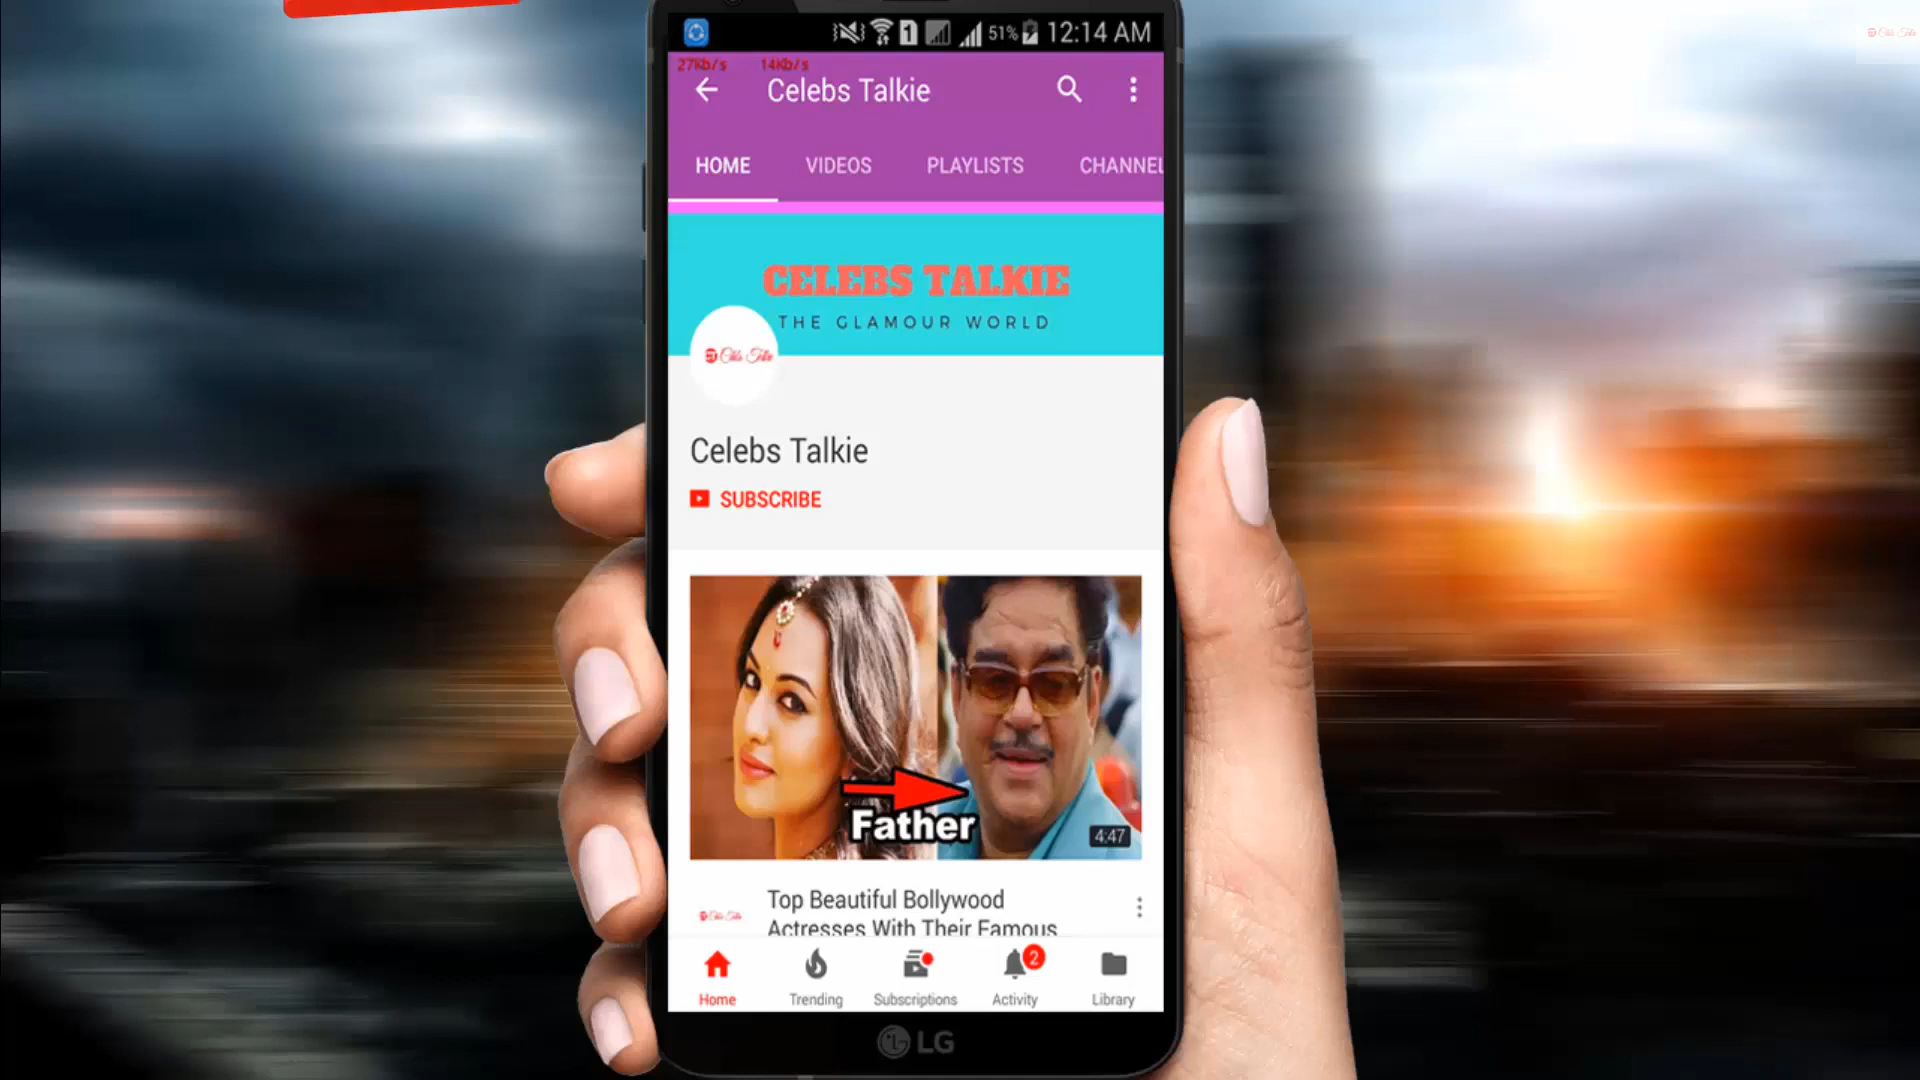 51% 12:14 AM
27Kb/s 14Kb/s
Celebs Talkie
HOME VIDEOS PLAYLISTS CHANNEL
CELEBS TALKIE
THE GLAMOUR WORLD
Celebs Talkie
SUBSCRIBE
Father
4:47
Top Beautiful Bollywood
Actresses With Their Famous
2
Home Trending Subscriptions Activity Library
LG